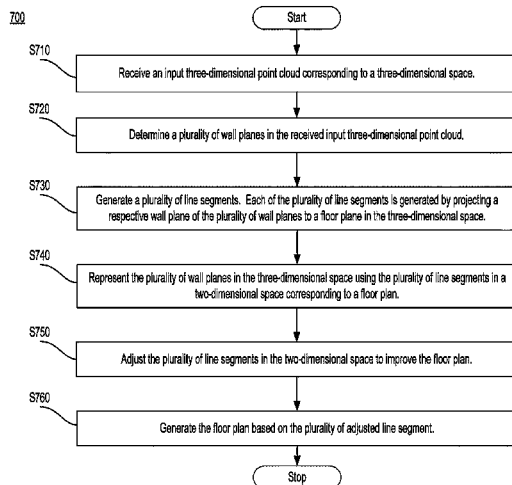 700
Start
S710
Receive an input three-dimensional point cloud corresponding to a three-dimensional space.
S720
Determine a plurality of wall planes in the received input three-dimensional point cloud.
S730
Generate a plurality of line segments. Each of the plurality of line segments is generated by projecting a
respective wall plane of the plurality of wall planes to a floor plane in the three-dimensional space.
S740
Represent the plurality of wall planes in the three-dimensional space using the plurality of line segments in a
two-dimensional space corresponding to a floor plan.
S750
Adjust the plurality of line segments in the two-dimensional space to improve the floor plan.
S760
Generate the floor plan based on the plurality of adjusted line segment.
Stop